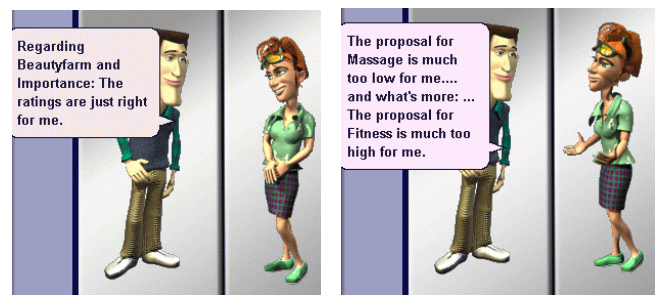 Regarding
Beautyfarm and
Importance: The
ratings are just right
for me.
The proposal for
Massage is much
too low for me....
and what's more: ...
The proposal for
Fitness is much too
high for me.